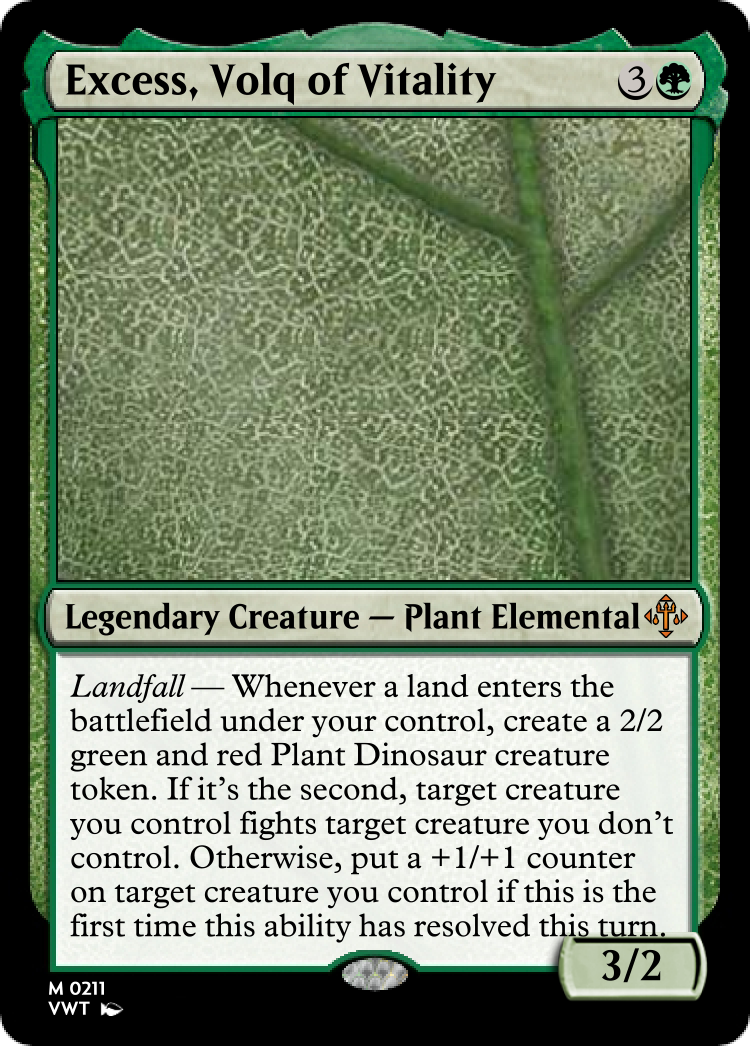 Excess, Volq of Vitality 3
Legendary Creature — Plant Elemental
Landfall — Whenever a land enters the
battlefield under your control, create a 2/2
green and red Plant Dinosaur creature
token. If it's the second, target creature
you control fights target creature you don't
control. Otherwise, put a +1/+1 counter
on target creature you control if this is the
first time this ability has resolved this turn.
3/2
M 0211
VWT